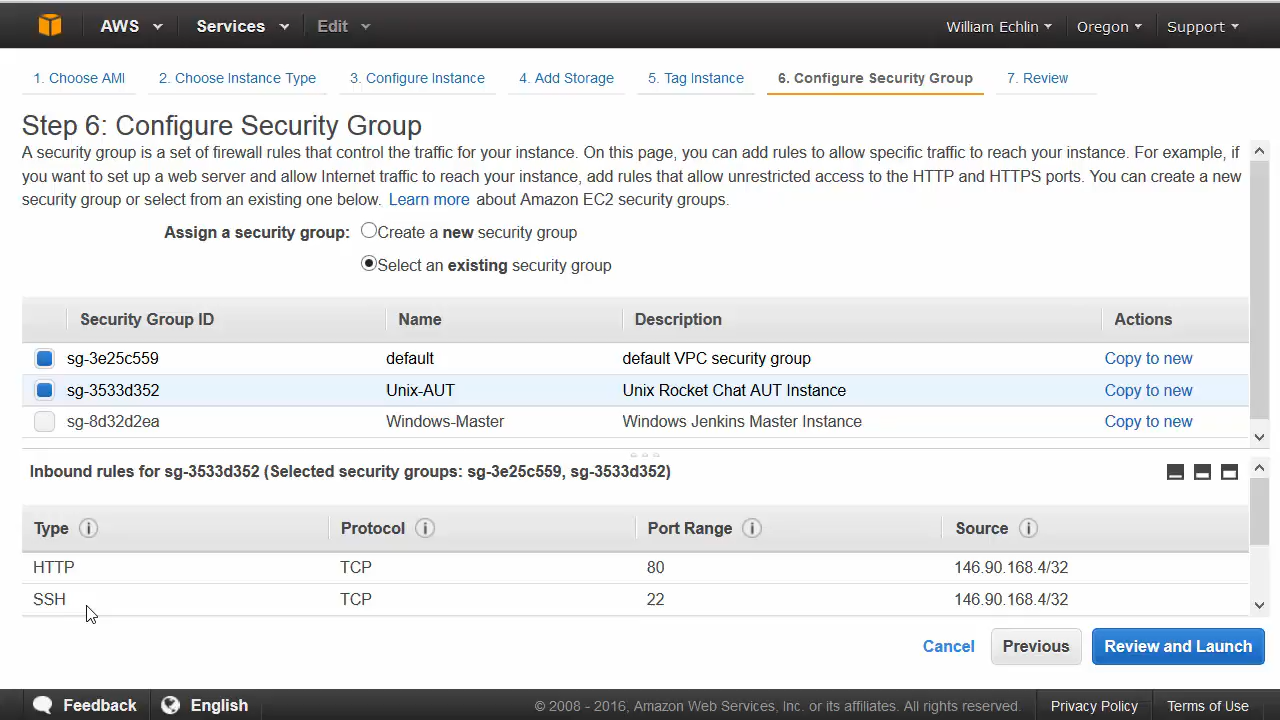 AWS Services Edit William Echlin Oregon Support
1. Choose AMI 2. Choose Instance Type 3. Configure Instance 4. Add Storage 5. Tag Instance 6. Configure Security Group 7. Review
Step 6: Configure Security Group
A security group is a set of firewall rules that control the traffic for your instance. On this page, you can add rules to allow specific traffic to reach your instance. For example, if
you want to set up a web server and allow Internet traffic to reach your instance, add rules that allow unrestricted access to the HTTP and HTTPS ports. You can create a new
security group or select from an existing one below. Learn more about Amazon EC2 security groups.
Assign a security group: Create a new security group
Select an existing security group
Security Group ID Name Description Actions
sg-3e25c559 default default VPC security group Copy to new
sg-3533d352 Unix-AUT Unix Rocket Chat AUT Instance Copy to new
sg-8d32d2ea Windows-Master Windows Jenkins Master Instance Copy to new
Inbound rules for sg-3533d352 (Selected security groups: sg-3e25c559, sg-3533d352)
Type i Protocol i Port Range i Source i
HTTP TCP 80 146.90.168.4/32
SSH TCP 22 146.90.168.4/32
Cancel Previous Review and Launch
Feedback English © 2008 - 2016, Amazon Web Services, Inc. or its affiliates. All rights reserved. Privacy Policy Terms of Use